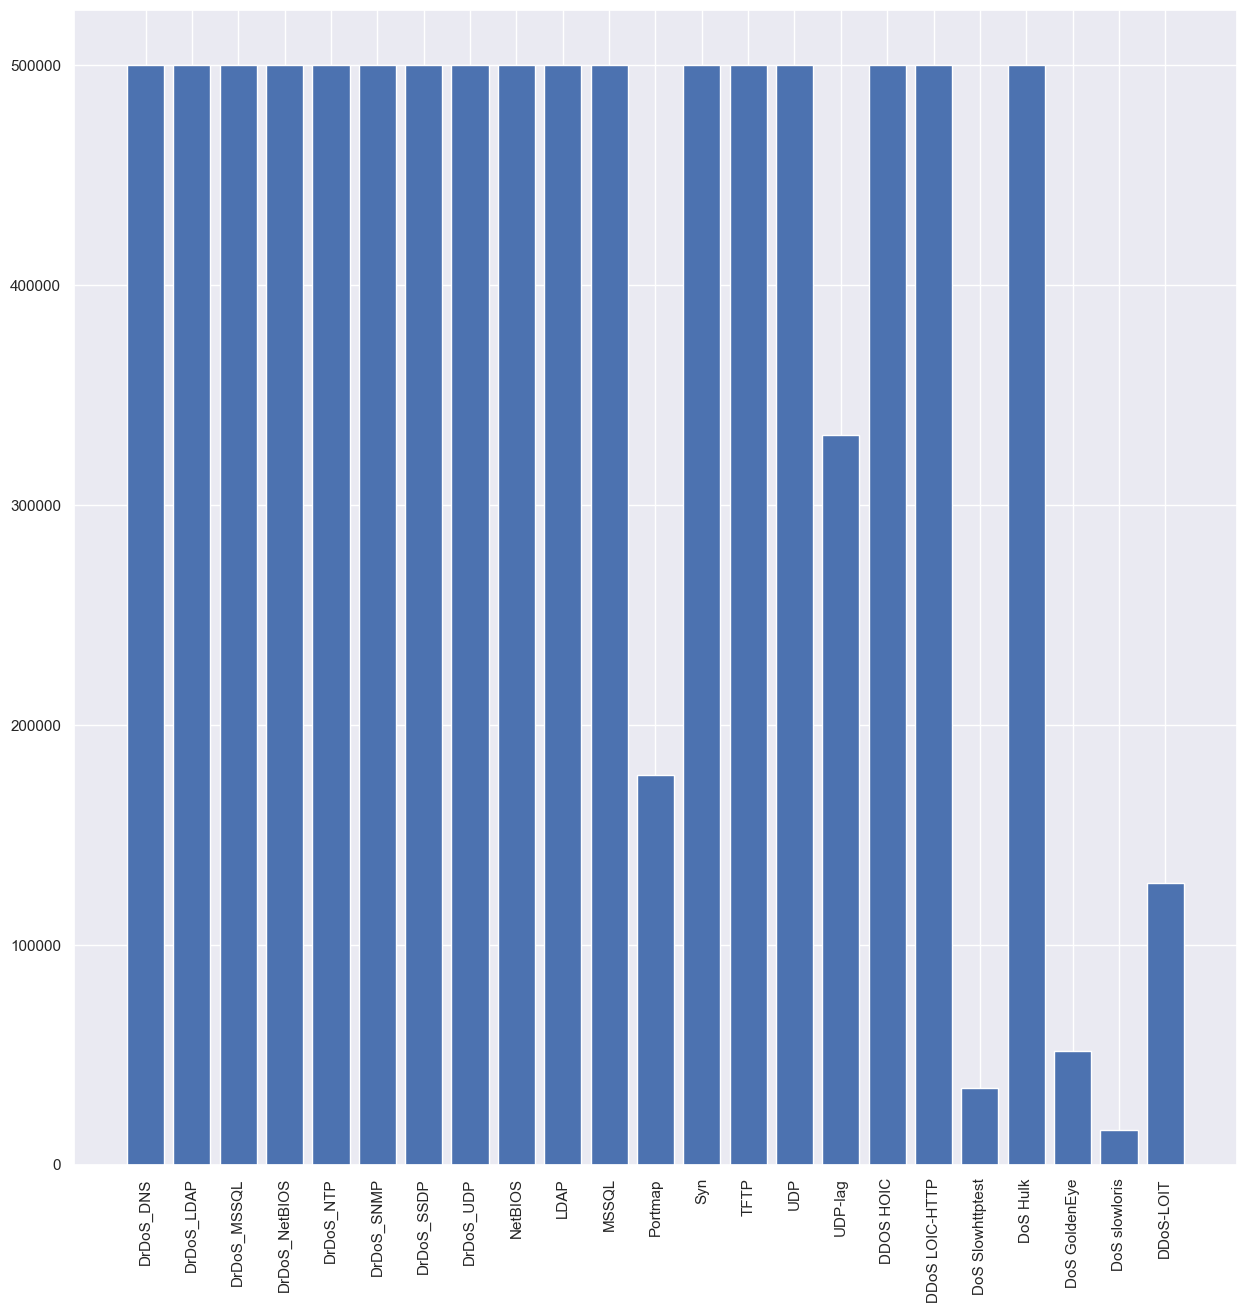 500000
400000
300000
200000
100000
0
DrDoS_DNS
DrDoS_LDAP
DrDoS_MSSQL
DrDoS_NetBIOS
DrDoS_NTP
DrDoS_SNMP
DrDoS_SSDP
DrDoS_UDP
NetBIOS
LDAP
MSSQL
Portmap
Syn
TFTP
UDP
UDP-lag
DDOS HOIC
DDoS LOIC-HTTP
DoS Slowhttptest
DoS Hulk
DoS GoldenEye
DoS slowloris
DDoS-LOIT